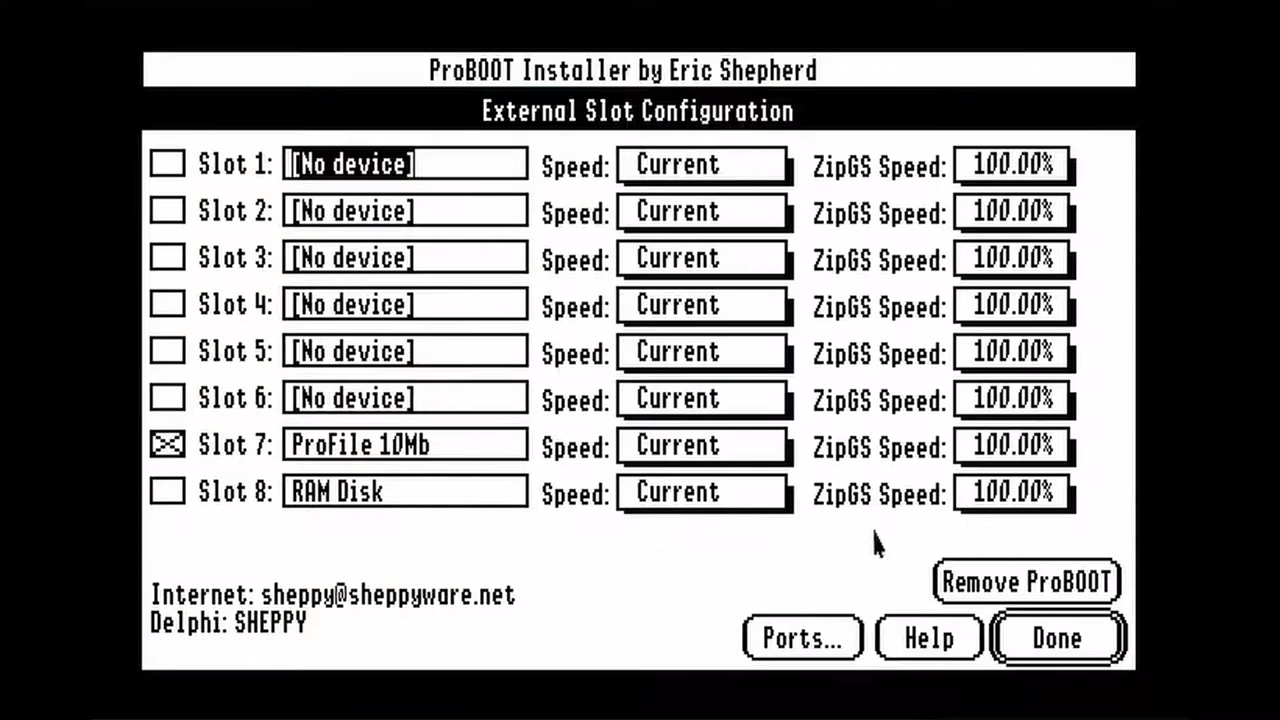 ProBOOT Installer by Eric Shepherd
External Slot Configuration
Slot 1: [No device] Speed: Current ZipGS Speed: 100.00%
Slot 2: [No device] Speed: Current ZipGS Speed: 100.00%
Slot 3: [No device] Speed: Current ZipGS Speed: 100.00%
Slot 4: [No device] Speed: Current ZipGS Speed: 100.00%
Slot 5: [No device] Speed: Current ZipGS Speed: 100.00%
Slot 6: [No device] Speed: Current ZipGS Speed: 100.00%
Slot 7: ProFile 10Mb Speed: Current ZipGS Speed: 100.00%
Slot 8: RAM Disk Speed: Current ZipGS Speed: 100.00%
Remove ProBOOT
Internet: sheppy@sheppyware.net
Delphi: SHEPPY
Ports... Help Done